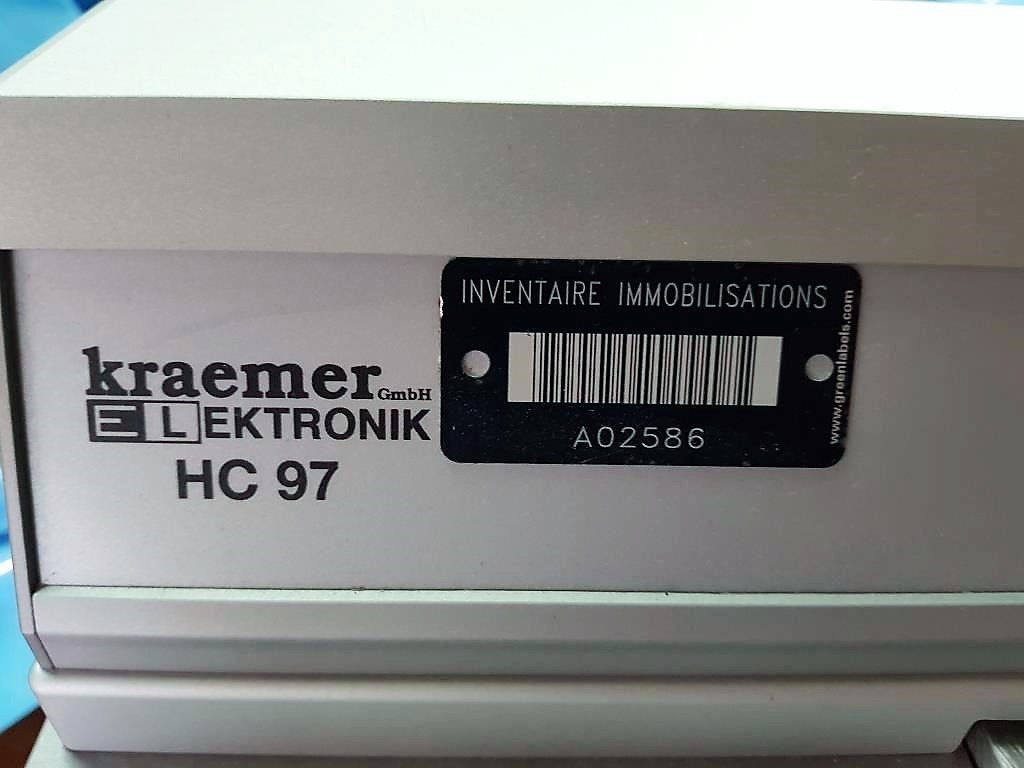 kraemer GmbH
ELEKTRONIK
HC 97
INVENTAIRE IMMOBILISATIONS
A02586
www.greenlabels.com